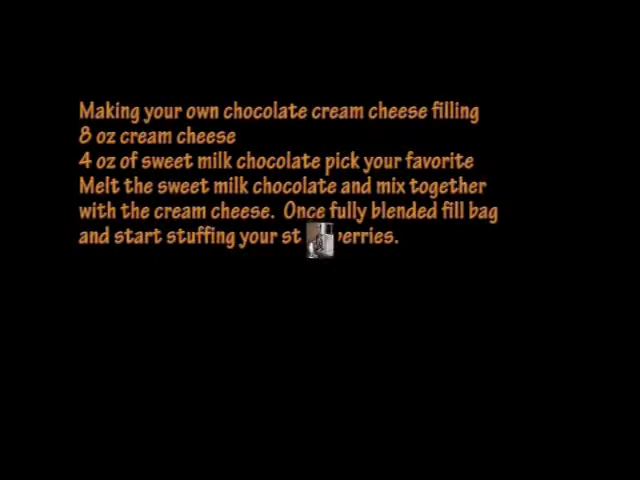 Making your own chocolate cream cheese filling
8 oz cream cheese
4 oz of sweet milk chocolate pick your favorite
Melt the sweet milk chocolate and mix together
with the cream cheese.  Once fully blended fill bag
and start stuffing your st berries.